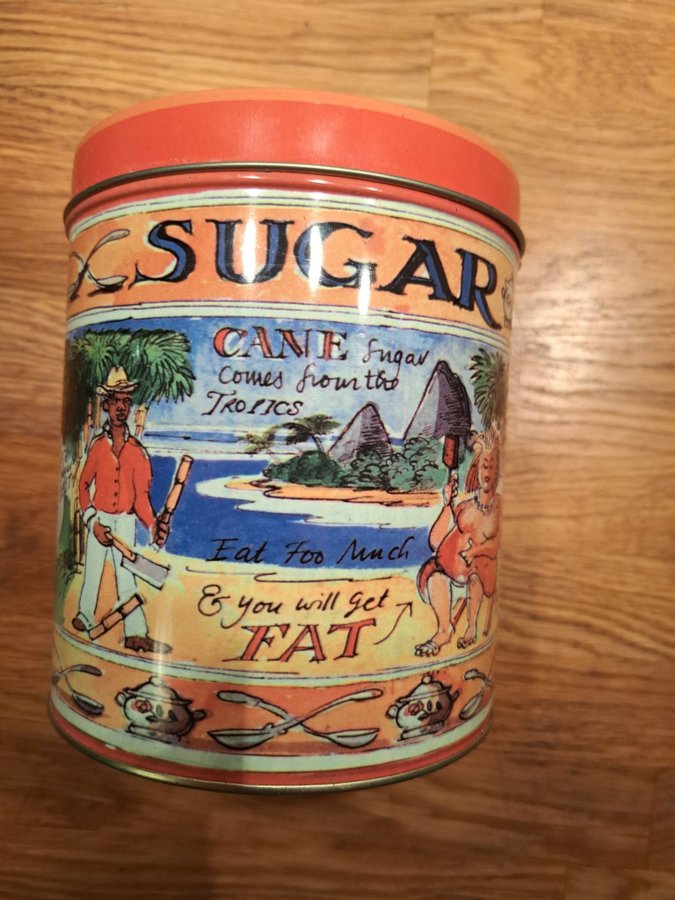 SUGAR
CANE Sugar
comes from the
TROPICS
Eat Too Much
& you will get
FAT